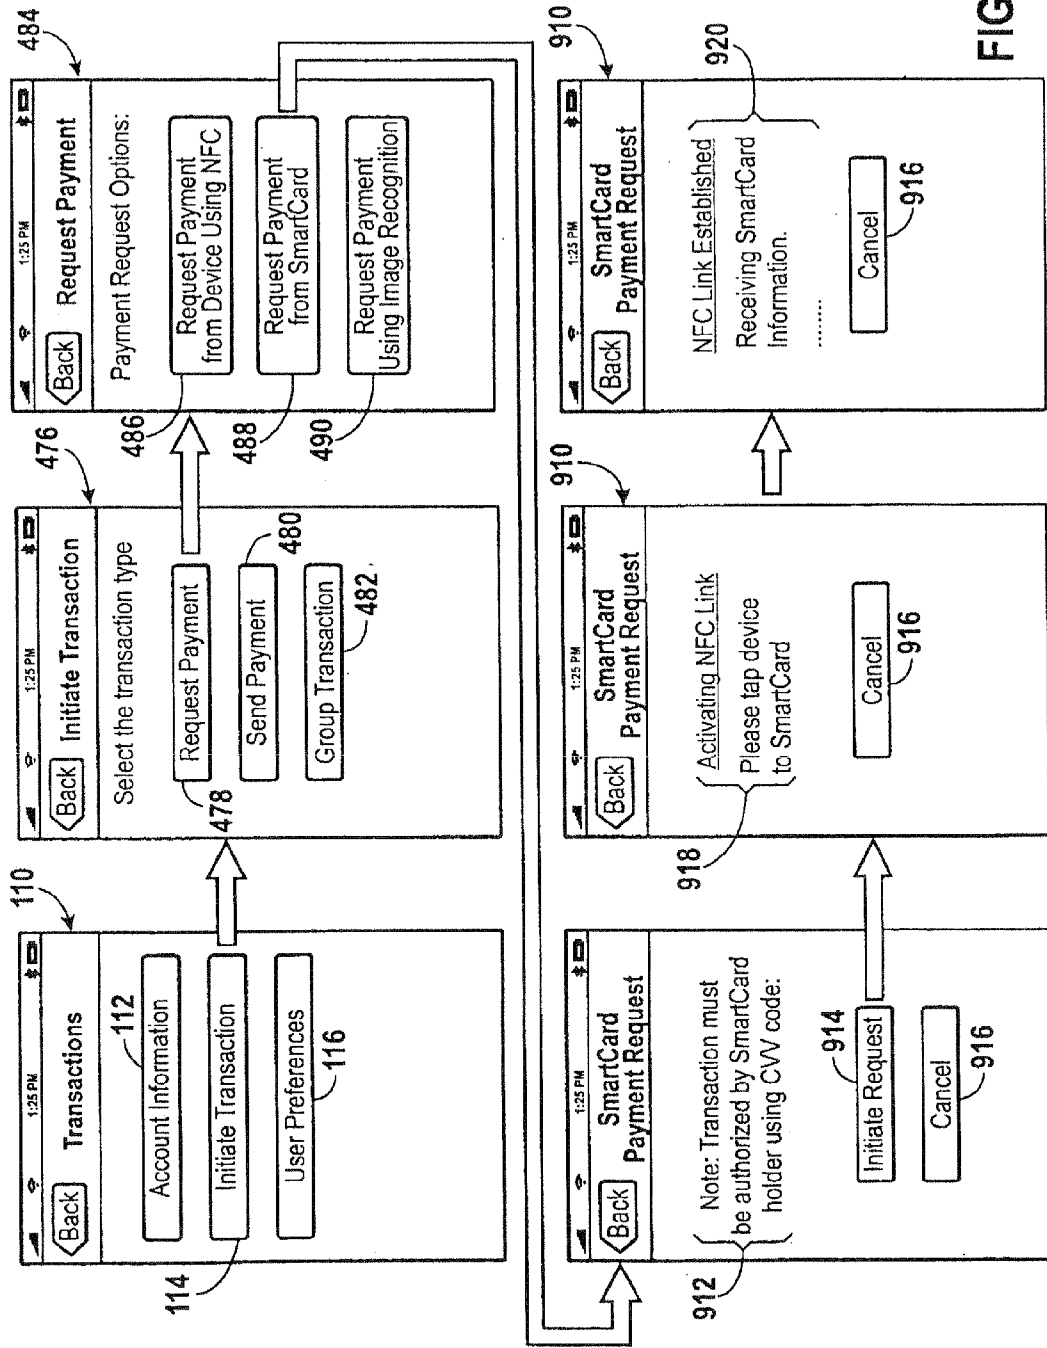 110
1:25 PM
Back
Transactions
112
Account Information
Initiate Transaction
114
User Preferences
116
476
1:25 PM
Back
Initiate Transaction
Select the transaction type
Request Payment
478
Send Payment
480
Group Transaction
482
484
1:25 PM
Back
Request Payment
Payment Request Options:
486
Request Payment
from Device Using NFC
488
Request Payment
from SmartCard
490
Request Payment
Using Image Recognition
1:25 PM
Back
SmartCard
Payment Request
912
Note: Transaction must
be authorized by SmartCard
holder using CVV code:
914
Initiate Request
Cancel
916
910
1:25 PM
Back
SmartCard
Payment Request
918
Activating NFC Link
Please tap device
to SmartCard
Cancel
916
910
1:25 PM
Back
SmartCard
Payment Request
920
NFC Link Established
Receiving SmartCard
Information.
.........
Cancel
916
FIG